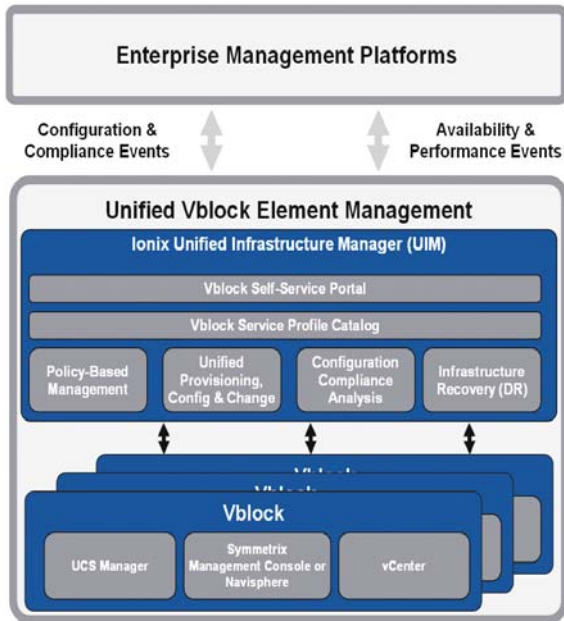 Enterprise Management Platforms
Configuration &
Compliance Events
Availability &
Performance Events
Unified Vblock Element Management
Ionix Unified Infrastructure Manager (UIM)
Vblock Self-Service Portal
Vblock Service Profile Catalog
Policy-Based
Management
Unified
Provisioning,
Config & Change
Configuration
Compliance
Analysis
Infrastructure
Recovery (DR)
Vblock
Vblock
Vblock
UCS Manager
Symmetrix
Management Console or
Navisphere
vCenter